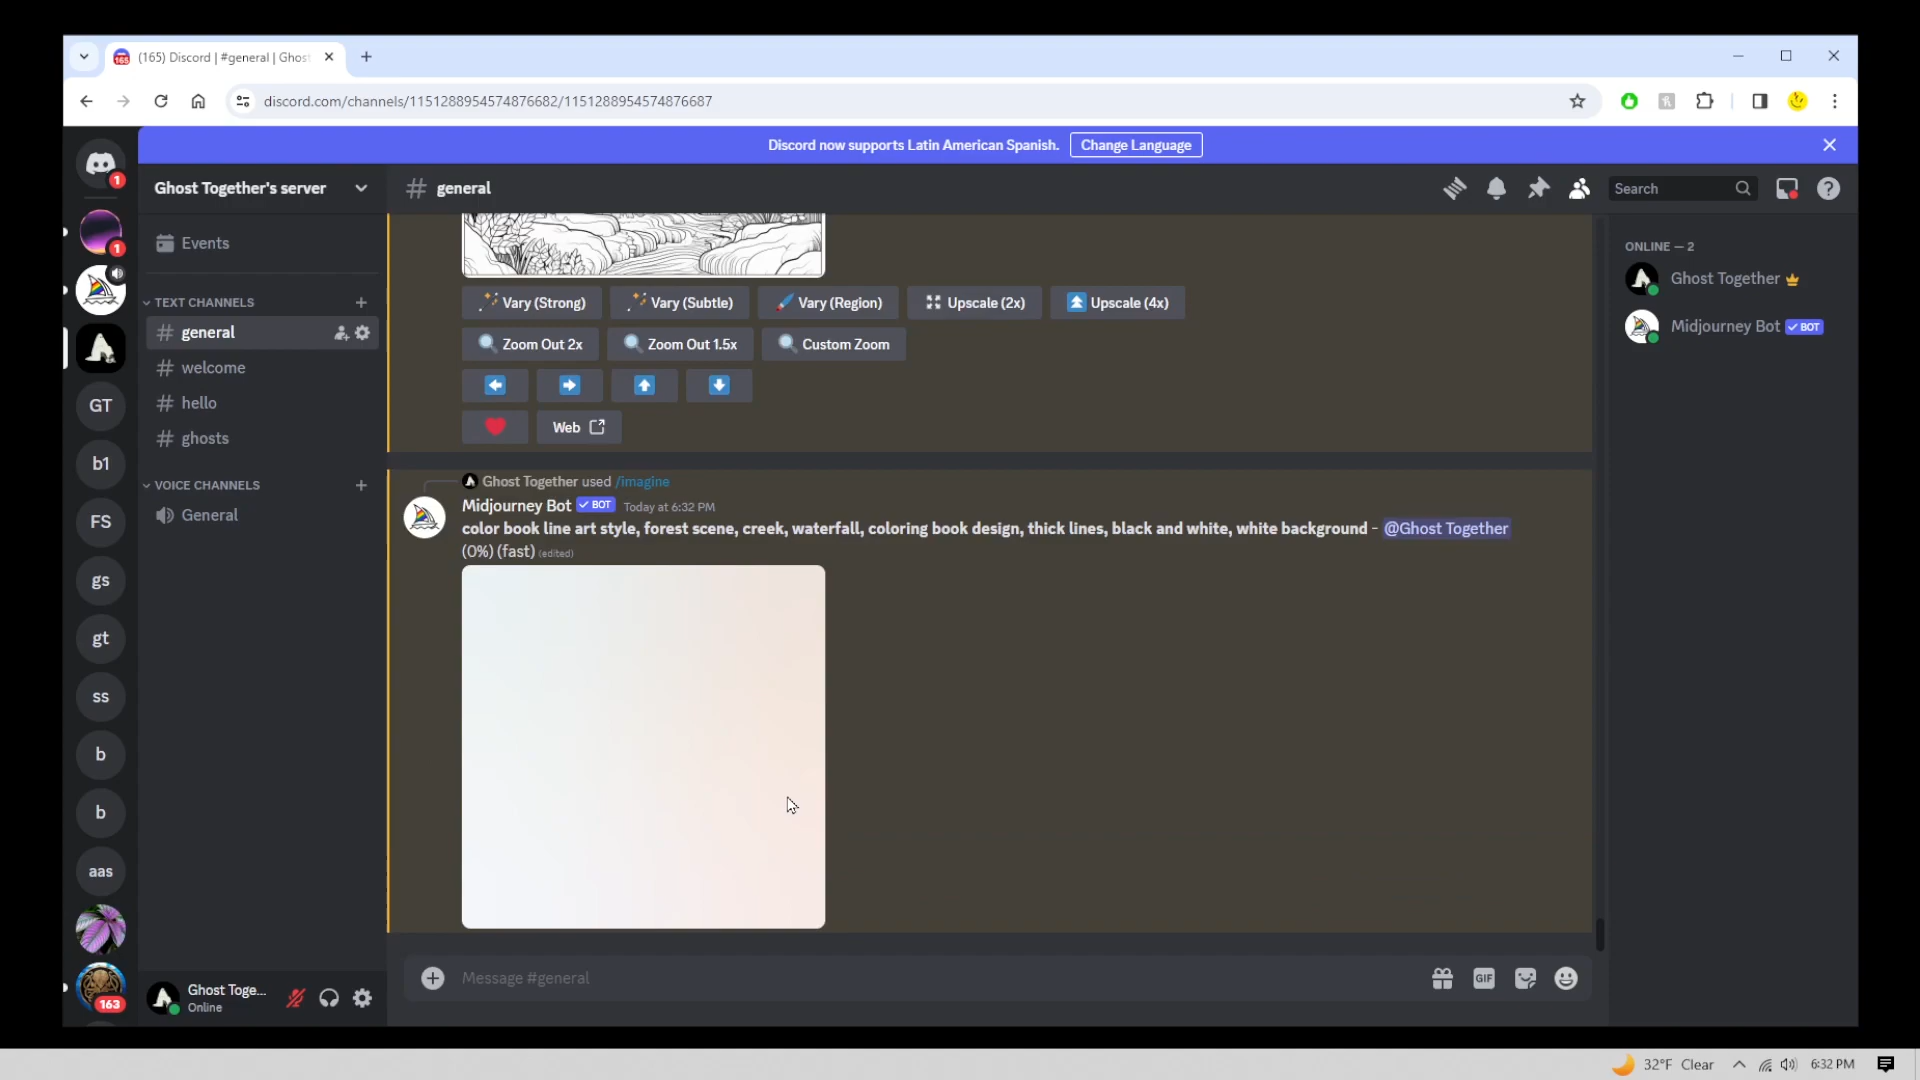 (165) Discord | #general | Ghost
discord.com/channels/1151288954574876682/1151288954574876687
Discord now supports Latin American Spanish. Change Language
1
Ghost Together's server
general
Search
Events
1
TEXT CHANNELS
general
welcome
hello
ghosts
VOICE CHANNELS
General
GT
b1
FS
gs
gt
ss
b
b
aas
163
Vary (Strong) Vary (Subtle) Vary (Region) Upscale (2x) Upscale (4x)
Zoom Out 2x Zoom Out 1.5x Custom Zoom
Web
Ghost Together used /imagine
Midjourney Bot BOT Today at 6:32 PM
color book line art style, forest scene, creek, waterfall, coloring book design, thick lines, black and white, white background - @Ghost Together
(0%) (fast) (edited)
Message #general
GIF
ONLINE — 2
Ghost Together
Midjourney Bot BOT
Ghost Toge...
Online
32°F Clear
6:32 PM